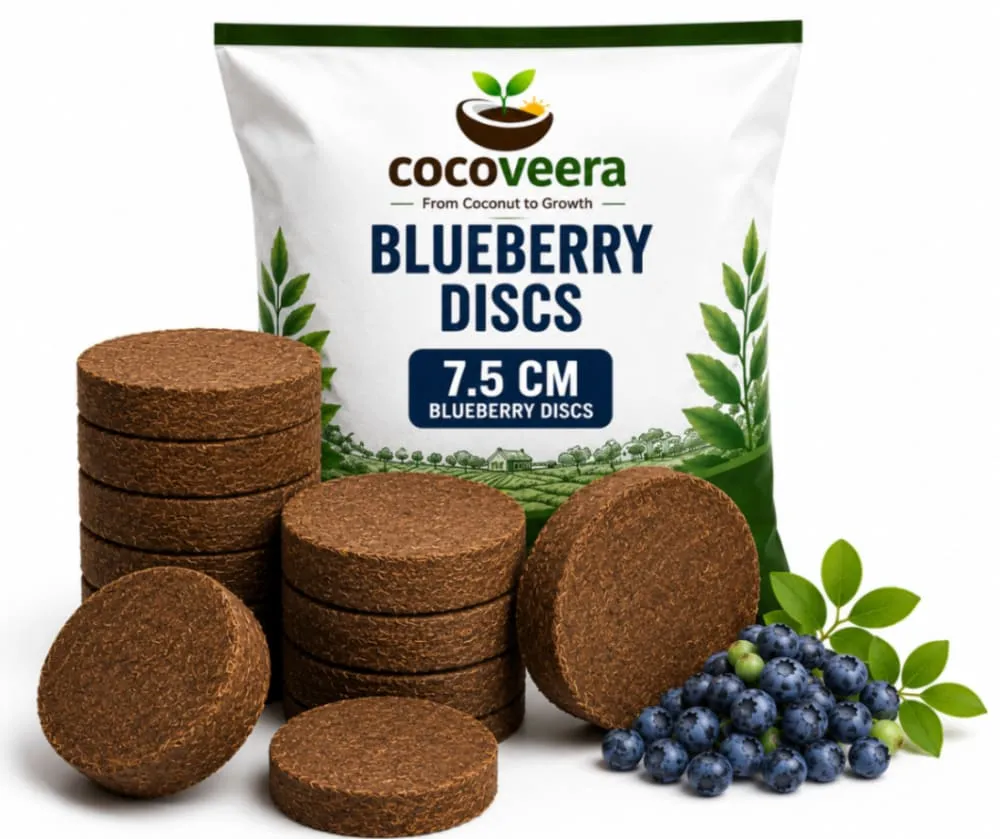 cocoveera
From Coconut to Growth
BLUEBERRY
DISCS
7.5 CM
BLUEBERRY DISCS